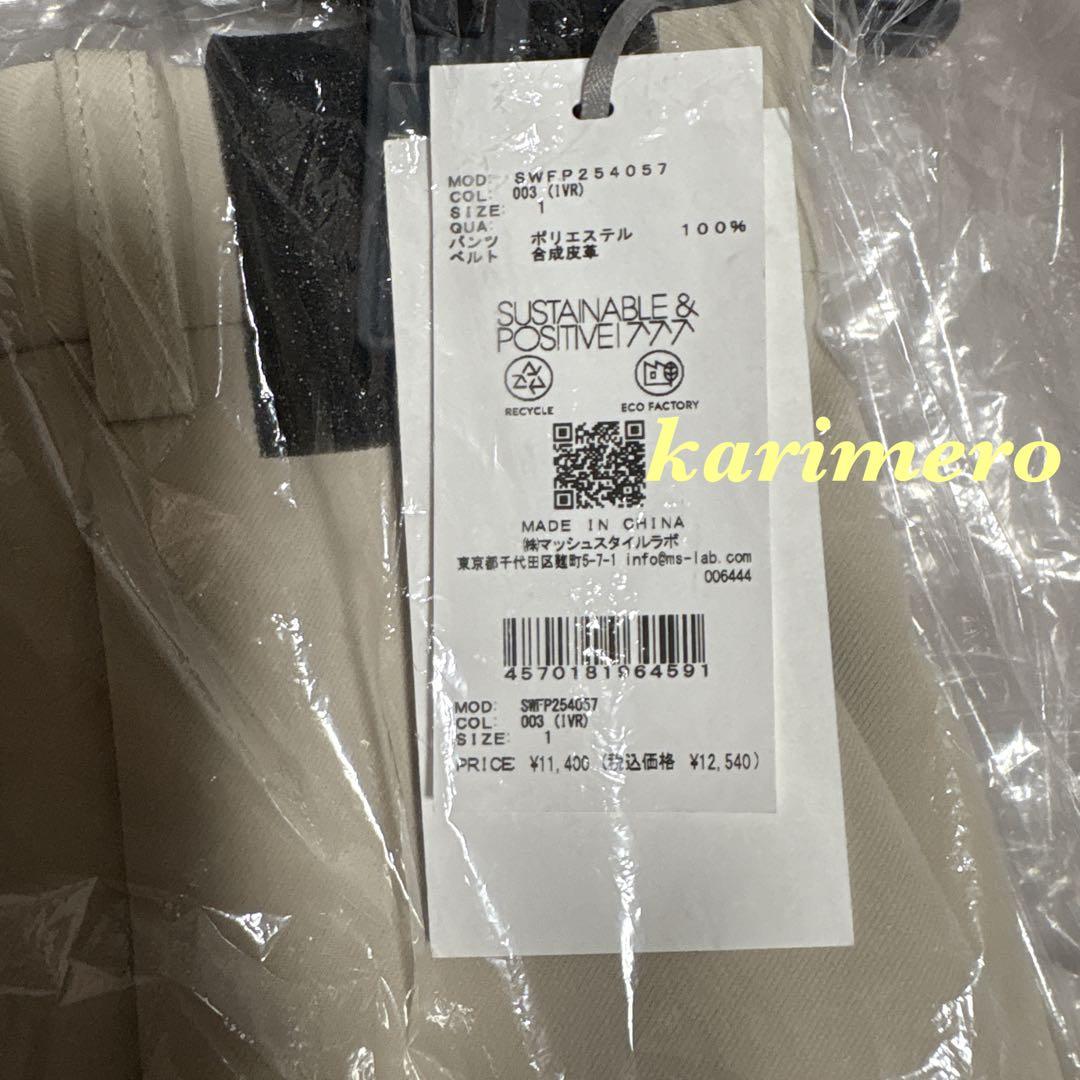 MOD: SWFP254057
COL: 003 (IVR)
SIZE: 1
QUA:
パンツ ポリエステル 100%
ベルト 合成皮革
SUSTAINABLE &
POSITIVE!
RECYCLE ECO FACTORY
karimero
MADE IN CHINA
㈱マッシュスタイルラボ
東京都千代田区麹町5-7-1 info@ms-lab.com
006444
4570181964591
MOD: SWFP254057
COL: 003 (IVR)
SIZE: 1
PRICE ¥11,400 (税込価格 ¥12,540)